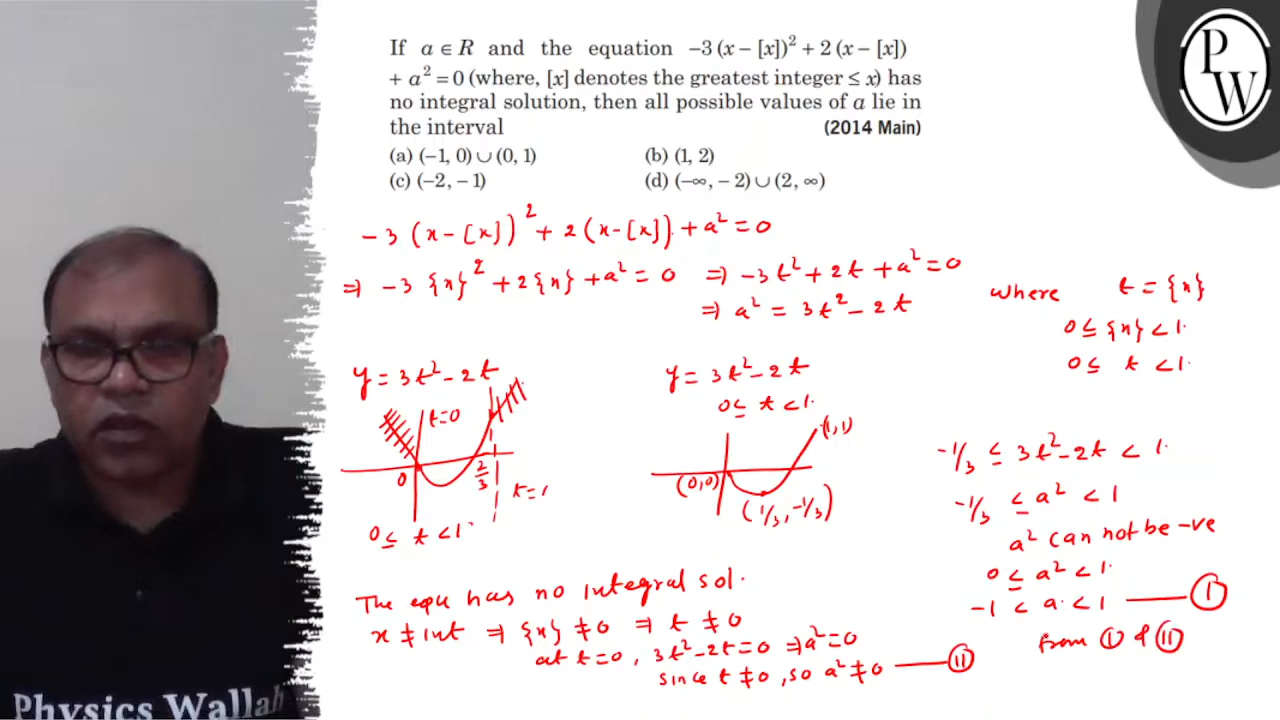 If a ∈ R and the equation −3 (x − [x])² + 2 (x − [x])
+ a² = 0 (where, [x] denotes the greatest integer ≤ x) has
no integral solution, then all possible values of a lie in
the interval (2014 Main)
(a) (−1, 0) ∪ (0, 1) (b) (1, 2)
(c) (−2, −1) (d) (−∞, −2) ∪ (2, ∞)
P
W
−3 (x−[x])² + 2 (x−[x]) + a² = 0
⇒ −3 {x}² + 2{x} + a² = 0 ⇒ −3t² + 2t + a² = 0
⇒ a² = 3t² − 2t
where t = {x}
0 ≤ {x} < 1.
0 ≤ t < 1.
y = 3t² − 2t
t=0
0
2/3
t=1
0 ≤ t < 1
y = 3t² − 2t
0 ≤ t < 1.
(1,1)
(0,0)
(1/3, −1/3)
−1/3 ≤ 3t² − 2t < 1.
−1/3 ≤ a² < 1
a² can not be −ve
0 ≤ a² < 1.
−1 < a < 1 —— Ⓘ
from Ⓘ & Ⓘⓘ
The equ has no integral sol.
x ≠ int ⇒ {x} ≠ 0 ⇒ t ≠ 0
at t=0, 3t² − 2t = 0 ⇒ a² = 0
since t ≠ 0, so a² ≠ 0 —— Ⓘⓘ
Physics Wallah